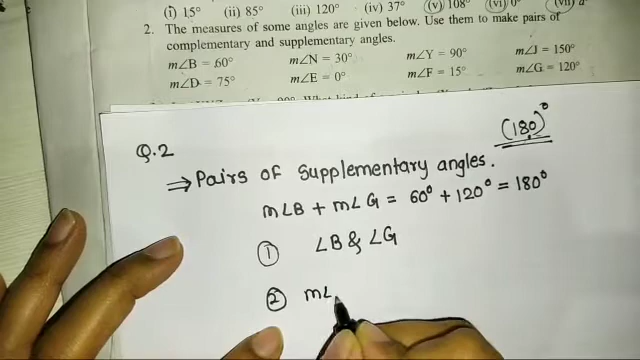 (i) 15° (ii) 85° (iii) 120° (iv) 37° (v) 108° (vi) 0° (vii) a°
2. The measures of some angles are given below. Use them to make pairs of
complementary and supplementary angles.
m∠B = 60° m∠N = 30° m∠Y = 90° m∠J = 150°
m∠D = 75° m∠E = 0° m∠F = 15° m∠G = 120°
(180)°
Q.2
⇒ Pairs of supplementary angles.
m∠B + m∠G = 60° + 120° = 180°
① ∠B & ∠G
② m∠